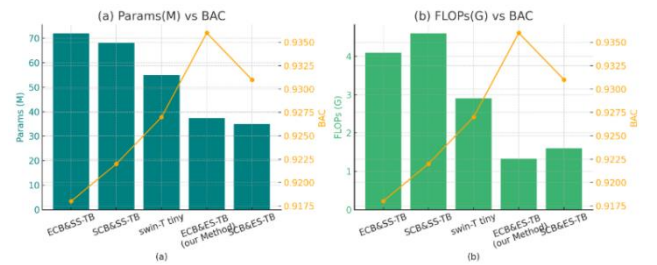 (a) Params(M) vs BAC
Params (M)
70
60
50
40
30
20
10
0
0.9350
0.9325
0.9300
0.9275
0.9250
0.9225
0.9200
0.9175
BAC
ECB&SS-TB
SCB&SS-TB
swin-T tiny
ECB&ES-TB
(our Method)
SCB&ES-TB
(a)
(b) FLOPs(G) vs BAC
FLOPs (G)
4
3
2
1
0
0.9350
0.9325
0.9300
0.9275
0.9250
0.9225
0.9200
0.9175
BAC
ECB&SS-TB
SCB&SS-TB
swin-T tiny
ECB&ES-TB
(our Method)
SCB&ES-TB
(b)